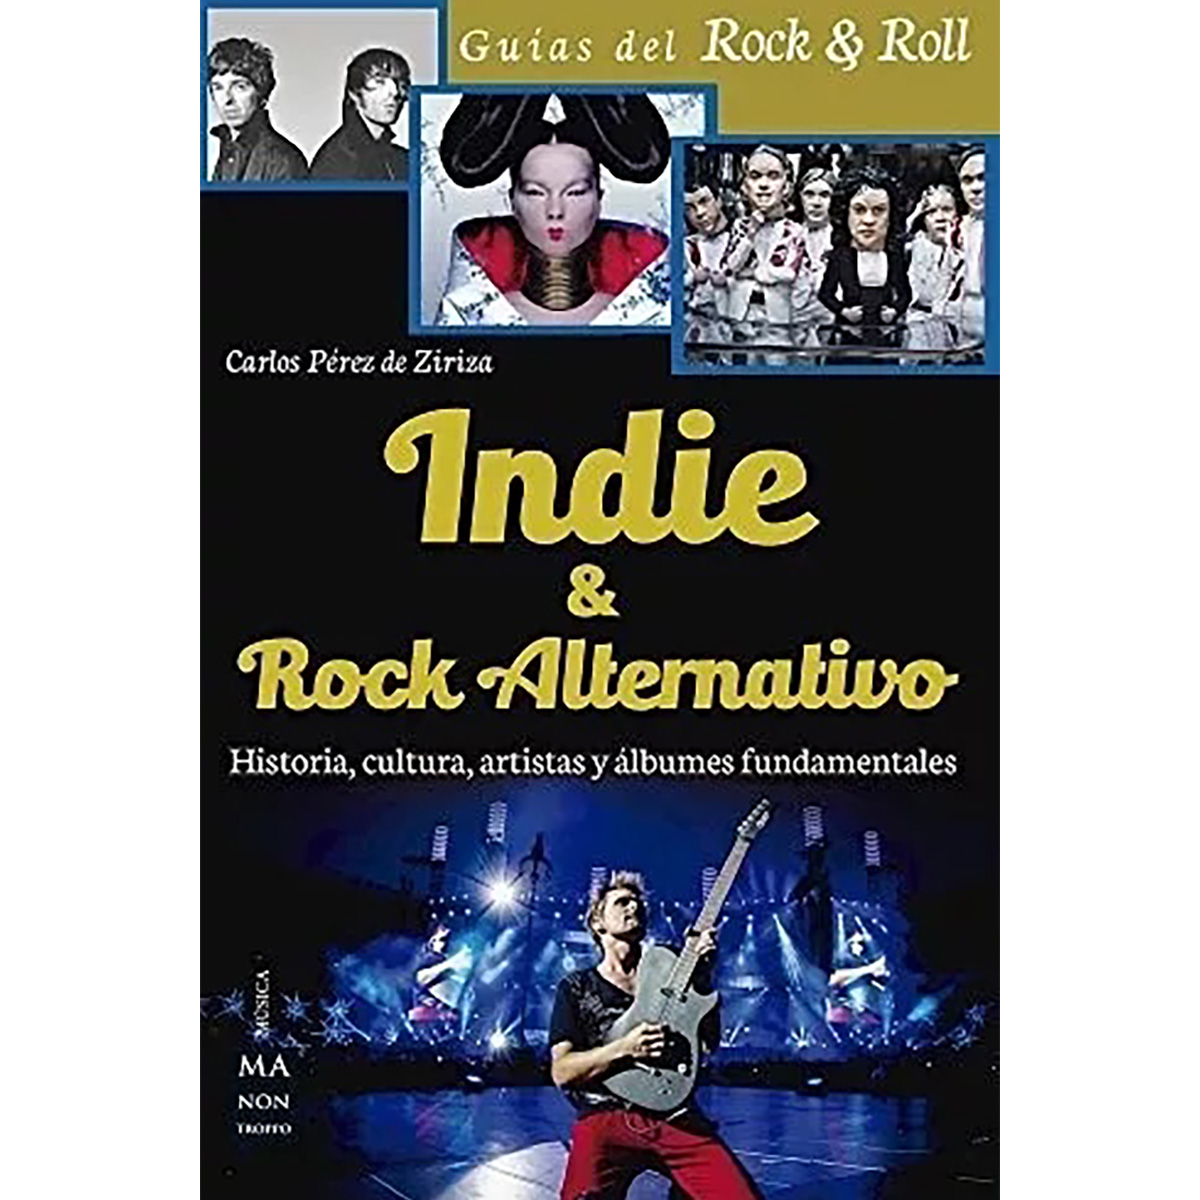 Guías del Rock & Roll
Carlos Pérez de Ziriza
Indie
&
Rock Alternativo
Historia, cultura, artistas y álbumes fundamentales
MÚSICA
MA
NON
TROPPO